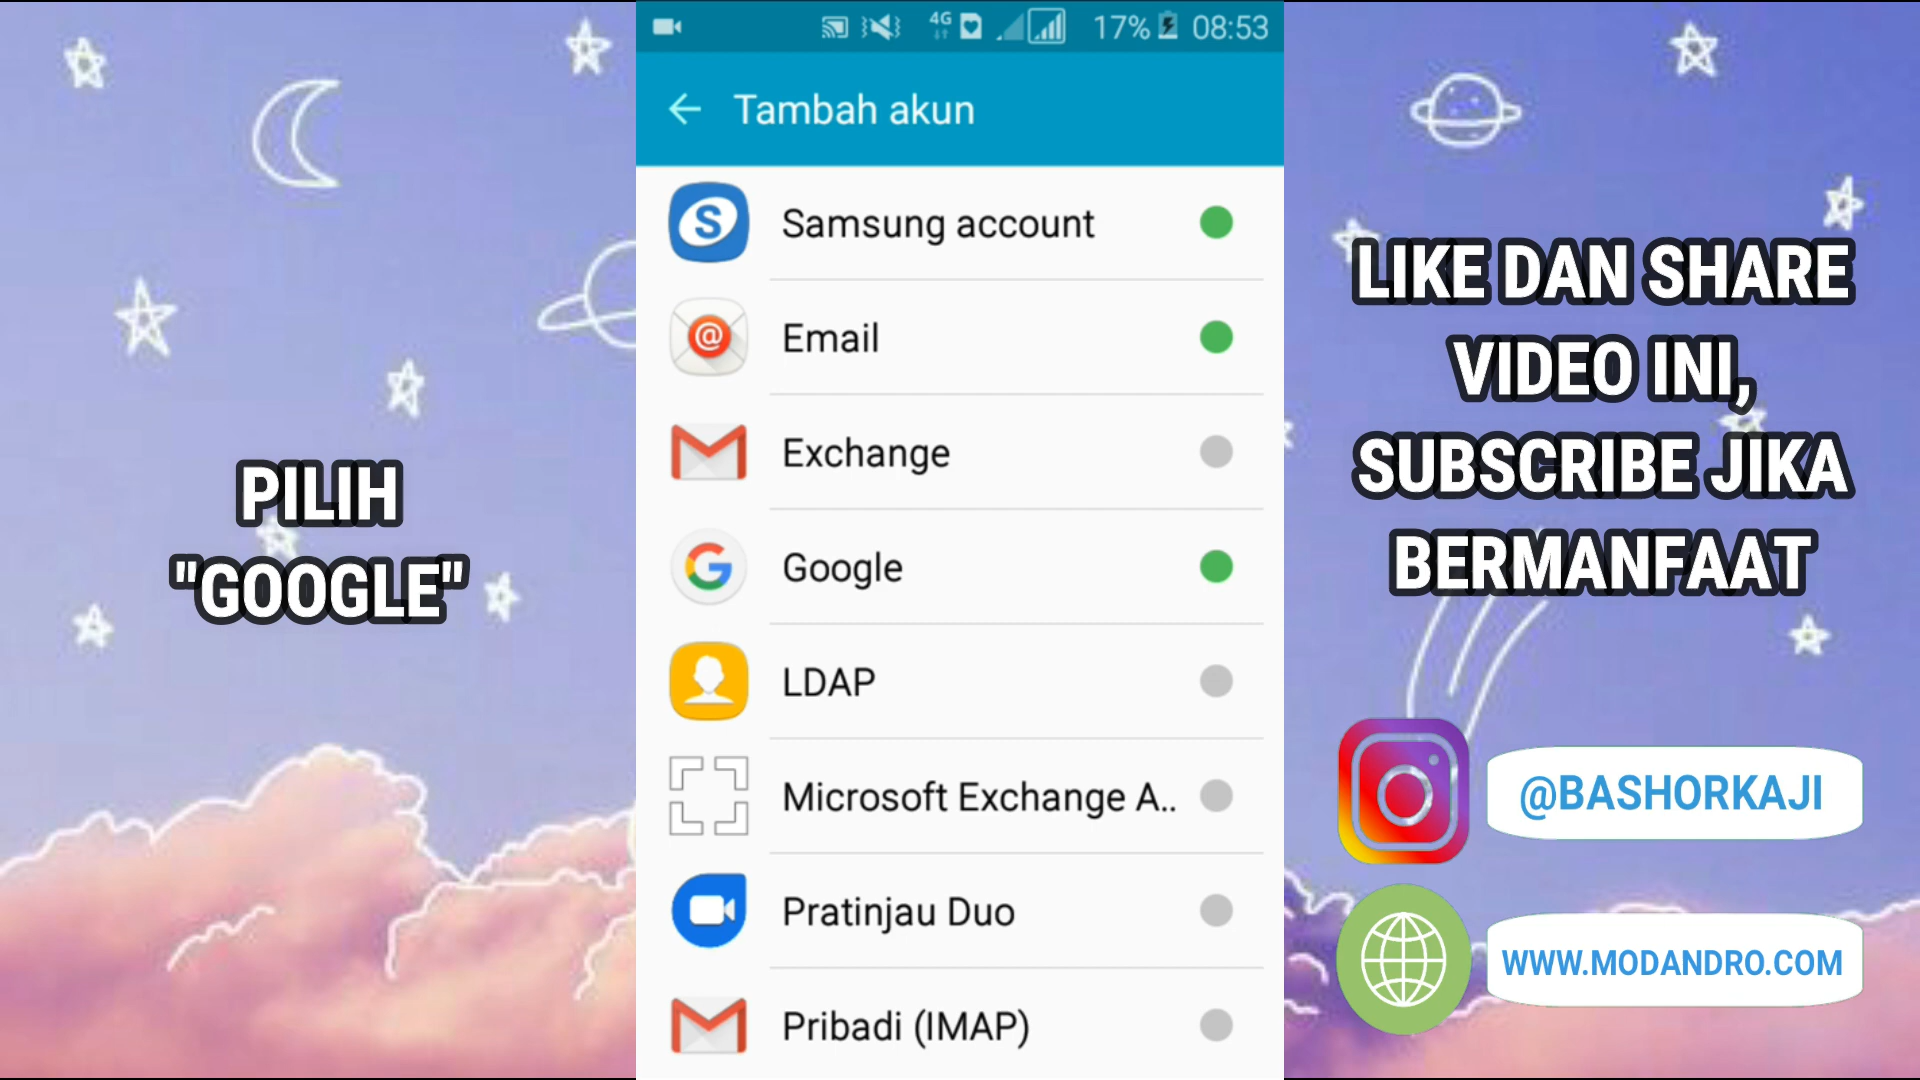 PILIH
"GOOGLE"
4G
17%
08:53
Tambah akun
Samsung account
Email
Exchange
Google
LDAP
Microsoft Exchange A..
Pratinjau Duo
Pribadi (IMAP)
LIKE DAN SHARE
VIDEO INI,
SUBSCRIBE JIKA
BERMANFAAT
@BASHORKAJI
WWW.MODANDRO.COM